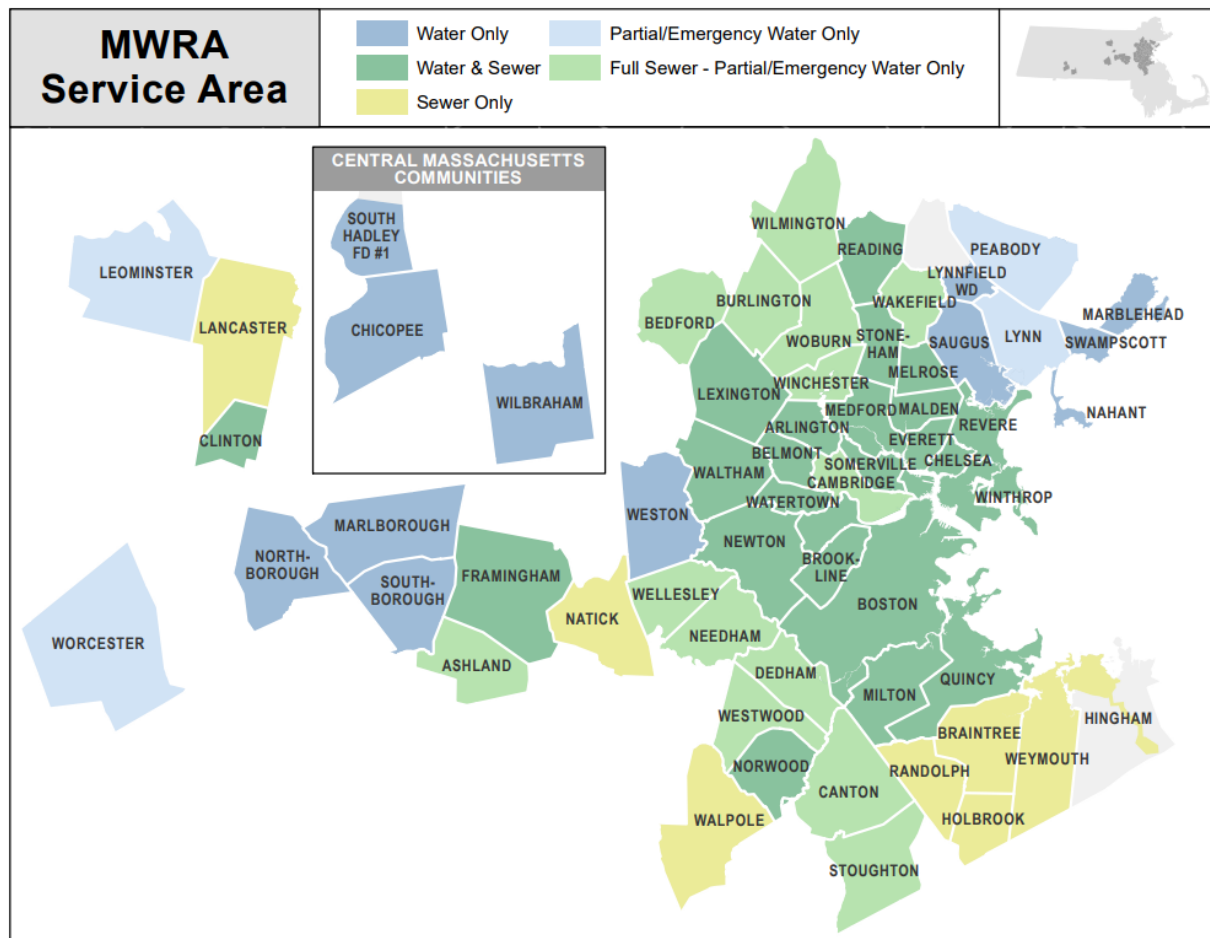 MWRA
Service Area
Water Only
Partial/Emergency Water Only
Water & Sewer
Full Sewer - Partial/Emergency Water Only
Sewer Only
CENTRAL MASSACHUSETTS
COMMUNITIES
SOUTH
HADLEY
FD #1
CHICOPEE
WILBRAHAM
LEOMINSTER
LANCASTER
CLINTON
WILMINGTON
READING
PEABODY
LYNNFIELD
WD
BURLINGTON
WAKEFIELD
MARBLEHEAD
BEDFORD
WOBURN
STONE-
HAM
SAUGUS
LYNN
SWAMPSCOTT
MELROSE
WINCHESTER
LEXINGTON
MEDFORD
MALDEN
NAHANT
ARLINGTON
REVERE
EVERETT
BELMONT
SOMERVILLE
CHELSEA
WALTHAM
CAMBRIDGE
WATERTOWN
WINTHROP
WESTON
MARLBOROUGH
NORTH-
BOROUGH
SOUTH-
BOROUGH
FRAMINGHAM
NEWTON
BROOK-
LINE
WELLESLEY
BOSTON
NATICK
NEEDHAM
WORCESTER
ASHLAND
DEDHAM
QUINCY
MILTON
WESTWOOD
HINGHAM
BRAINTREE
WEYMOUTH
NORWOOD
RANDOLPH
CANTON
WALPOLE
HOLBROOK
STOUGHTON